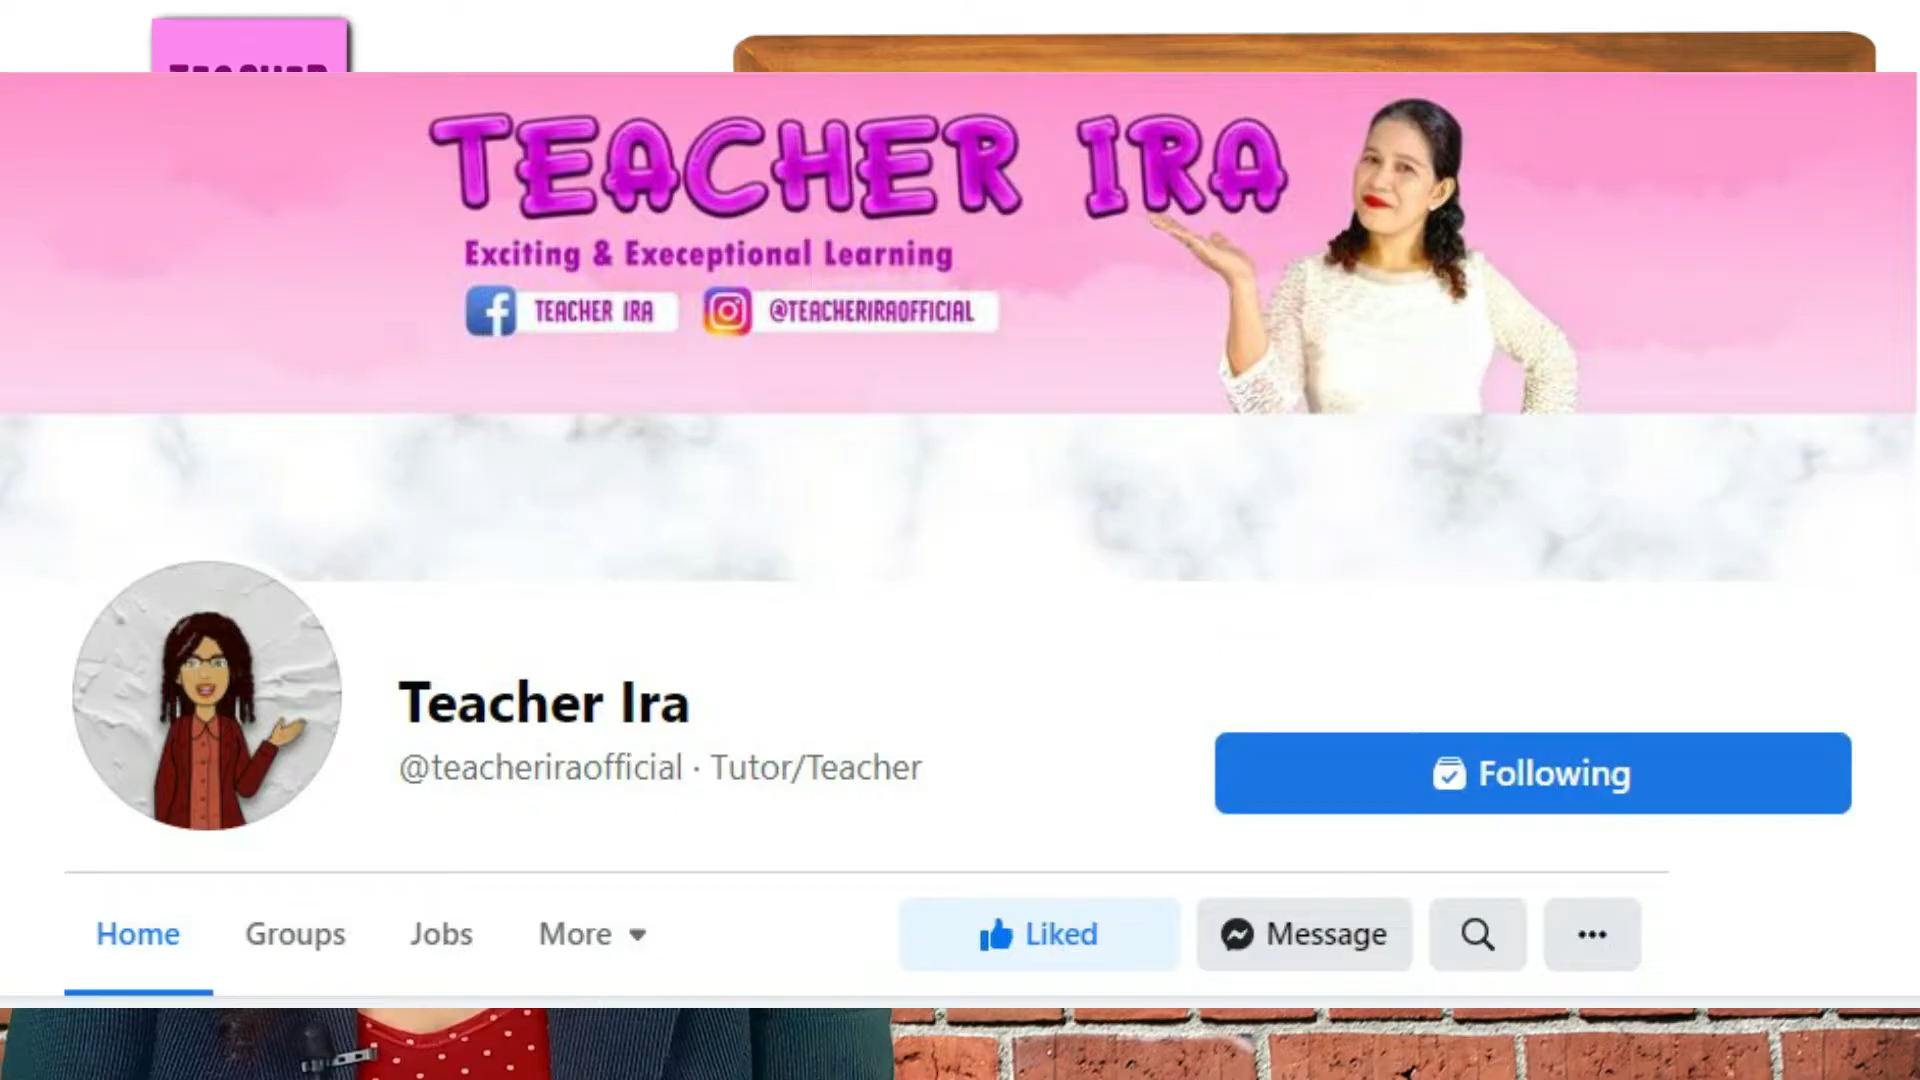 TEACHER
TEACHER IRA
Exciting & Execeptional Learning
TEACHER IRA @TEACHERIRAOFFICIAL
Teacher Ira
@teacheriraofficial · Tutor/Teacher
Following
Home Groups Jobs More Liked Message